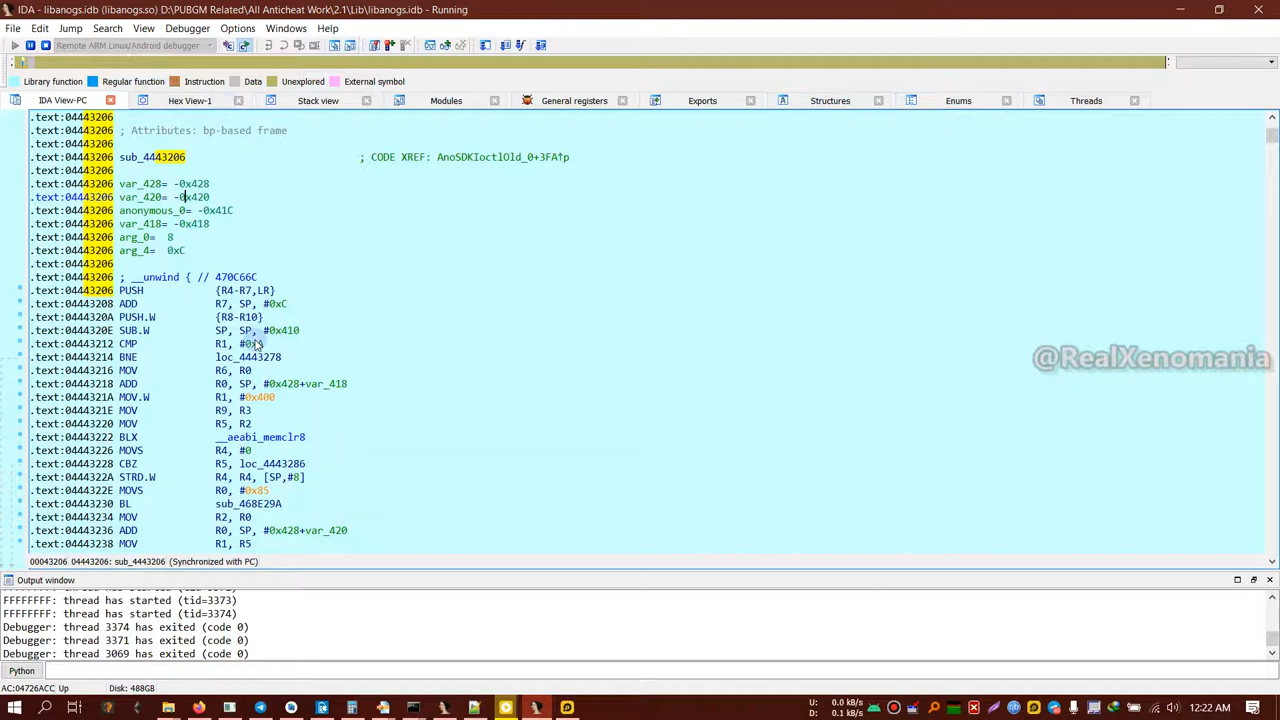 IDA - libanogs.idb (libanogs.so) D:\PUBGM Related\All Anticheat Work\2.1\Lib\libanogs.idb - Running
File Edit Jump Search View Debugger Options Windows Help
Remote ARM Linux/Android debugger
Library function Regular function Instruction Data Unexplored External symbol
IDA View-PC Hex View-1 Stack view Modules General registers Exports Structures Enums Threads
.text:04443206
.text:04443206 ; Attributes: bp-based frame
.text:04443206
.text:04443206 sub_4443206 ; CODE XREF: AnoSDKIoctlOld_0+3FA↑p
.text:04443206
.text:04443206 var_428= -0x428
.text:04443206 var_420= -0x420
.text:04443206 anonymous_0= -0x41C
.text:04443206 var_418= -0x418
.text:04443206 arg_0= 8
.text:04443206 arg_4= 0xC
.text:04443206
.text:04443206 ; __unwind { // 470C66C
.text:04443206 PUSH {R4-R7,LR}
.text:04443208 ADD R7, SP, #0xC
.text:0444320A PUSH.W {R8-R10}
.text:0444320E SUB.W SP, SP, #0x410
.text:04443212 CMP R1, 
.text:04443214 BNE loc_4443278
.text:04443216 MOV R6, R0
.text:04443218 ADD R0, SP, #0x428+var_418
.text:0444321A MOV.W R1, #0x400
.text:0444321E MOV R9, R3
.text:04443220 MOV R5, R2
.text:04443222 BLX __aeabi_memclr8
.text:04443226 MOVS R4, #0
.text:04443228 CBZ R5, loc_4443286
.text:0444322A STRD.W R4, R4, [SP,#8]
.text:0444322E MOVS R0, #0x85
.text:04443230 BL sub_468E29A
.text:04443234 MOV R2, R0
.text:04443236 ADD R0, SP, #0x428+var_420
.text:04443238 MOV R1, R5
@RealXenomania
00043206 04443206: sub_4443206 (Synchronized with PC)
Output window
FFFFFFFF: thread has started (tid=3373)
FFFFFFFF: thread has started (tid=3374)
Debugger: thread 3374 has exited (code 0)
Debugger: thread 3371 has exited (code 0)
Debugger: thread 3069 has exited (code 0)
Python
AC:04726ACC Up Disk: 488GB
U: 0.0 kB/s
D: 0.1 kB/s
12:22 AM